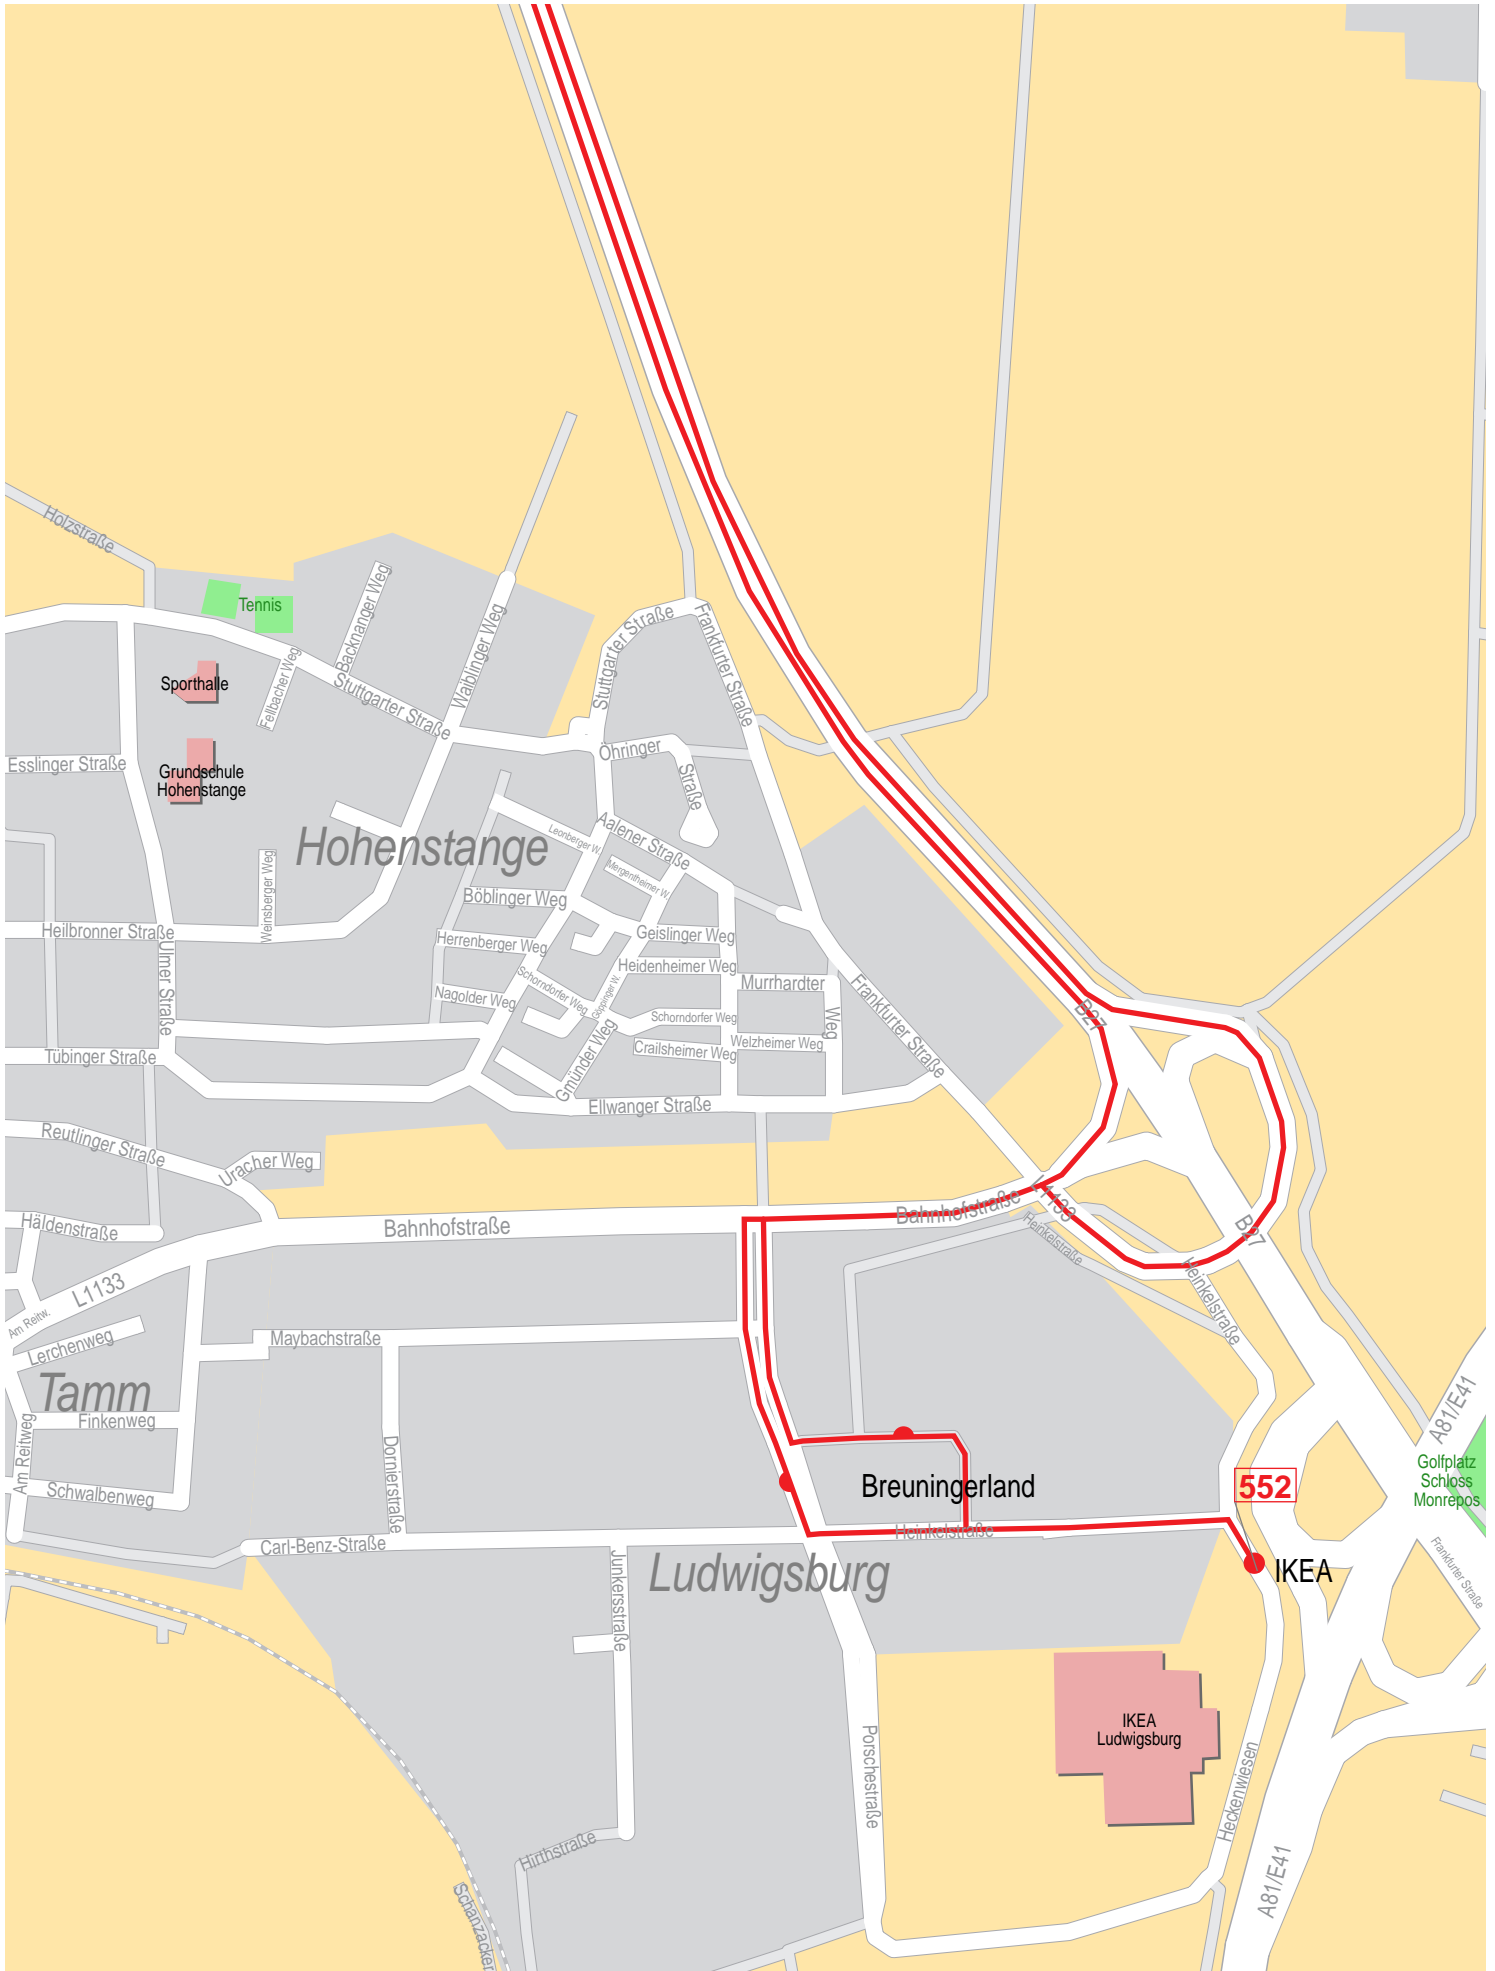 Holzstraße
Tennis
Backnanger Weg
Waiblinger Weg
Stuttgarter Straße
Frankfurter Straße
Sporthalle
Fellbacher Weg
Stuttgarter Straße
Öhringer
Straße
Esslinger Straße
Grundschule
Hohenstange
Hohenstange
Leonberger W.
Aalener Straße
Mergentheimer W.
Weinsberger Weg
Böblinger Weg
Heilbronner Straße
Ulmer Straße
Herrenberger Weg
Geislinger Weg
Heidenheimer Weg
Murrhardter
Weg
Frankfurter Straße
Nagolder Weg
Schorndorfer Weg
Göppinger W.
Schorndorfer Weg
Welzheimer Weg
Crailsheimer Weg
B27
Tübinger Straße
Gmünder Weg
Ellwanger Straße
Reutlinger Straße
Uracher Weg
L1133
Häldenstraße
Bahnhofstraße
Bahnhofstraße
Heinkelstraße
B27
Heinkelstraße
L1133
Am Reitw.
Lerchenweg
Maybachstraße
Tamm
Finkenweg
Am Reitweg
Schwalbenweg
Dornierstraße
A81/E41
Golfplatz
Schloss
Monrepos
Breuningerland
552
Heinkelstraße
Carl-Benz-Straße
Junkersstraße
Ludwigsburg
IKEA
Frankfurter Straße
IKEA
Ludwigsburg
Porschestraße
Heckenwiesen
Hirthstraße
Schanzacker
A81/E41